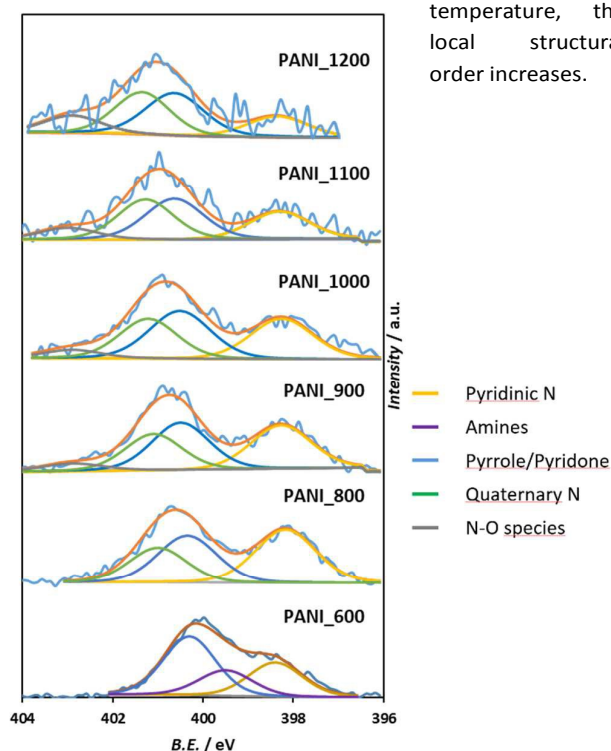 temperature, th
local structura
order increases.
PANI_1200
PANI_1100
PANI_1000
PANI_900
PANI_800
PANI_600
Intensity / a.u.
Pyridinic N
Amines
Pyrrole/Pyridone
Quaternary N
N-O species
404 402 400 398 396
B.E. / eV